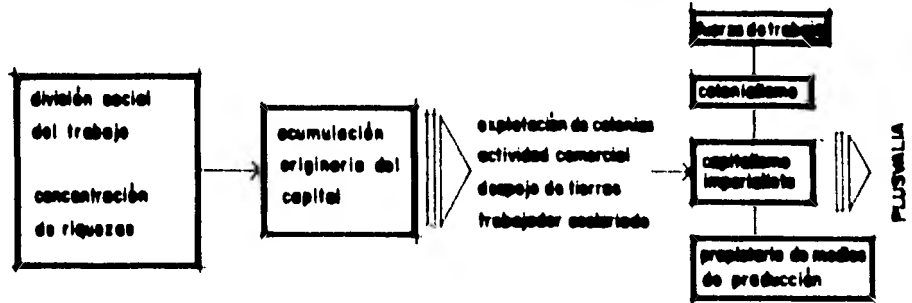 división social
del trabajo
concentración
de riquezas
acumulación
originaria del
capital
explotación de colonias
actividad comercial
despojo de tierras
trabajador asalariado
fuerza de trabajo
colonialismo
capitalismo
imperialista
propietario de medios
de producción
PLUSVALIA